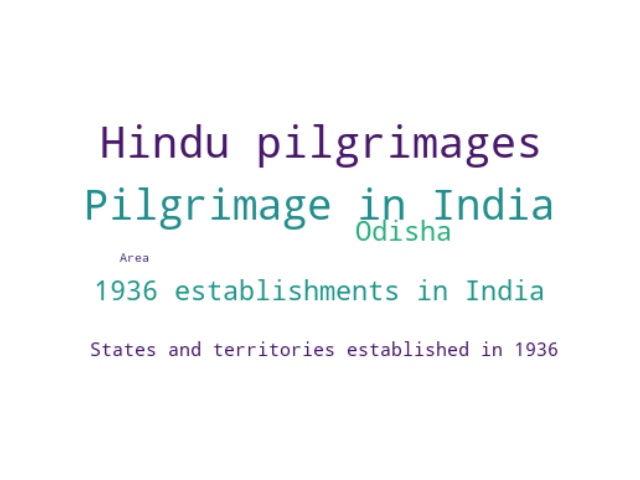 Hindu pilgrimages
Pilgrimage in India
Odisha
Area
1936 establishments in India
States and territories established in 1936